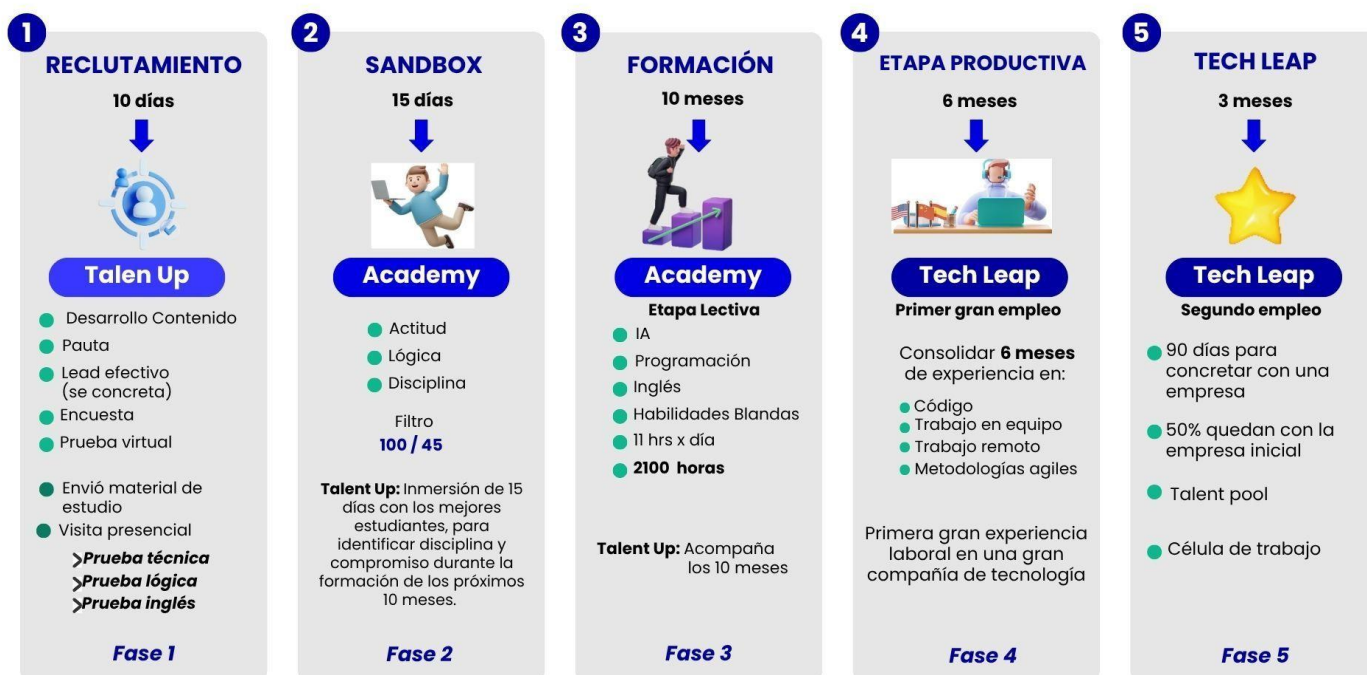 1
RECLUTAMIENTO
10 días
Talen Up
Desarrollo Contenido
Pauta
Lead efectivo
(se concreta)
Encuesta
Prueba virtual
Envió material de
estudio
Visita presencial
Prueba técnica
Prueba lógica
Prueba inglés
Fase 1
2
SANDBOX
15 días
Academy
Actitud
Lógica
Disciplina
Filtro
100 / 45
Talent Up: Inmersión de 15
días con los mejores
estudiantes, para
identificar disciplina y
compromiso durante la
formación de los próximos
10 meses.
Fase 2
3
FORMACIÓN
10 meses
Academy
Etapa Lectiva
IA
Programación
Inglés
Habilidades Blandas
11 hrs x día
2100 horas
Talent Up: Acompaña
los 10 meses
Fase 3
4
ETAPA PRODUCTIVA
6 meses
Tech Leap
Primer gran empleo
Consolidar 6 meses
de experiencia en:
Código
Trabajo en equipo
Trabajo remoto
Metodologías agiles
Primera gran experiencia
laboral en una gran
compañía de tecnología
Fase 4
5
TECH LEAP
3 meses
Tech Leap
Segundo empleo
90 días para
concretar con una
empresa
50% quedan con la
empresa inicial
Talent pool
Célula de trabajo
Fase 5